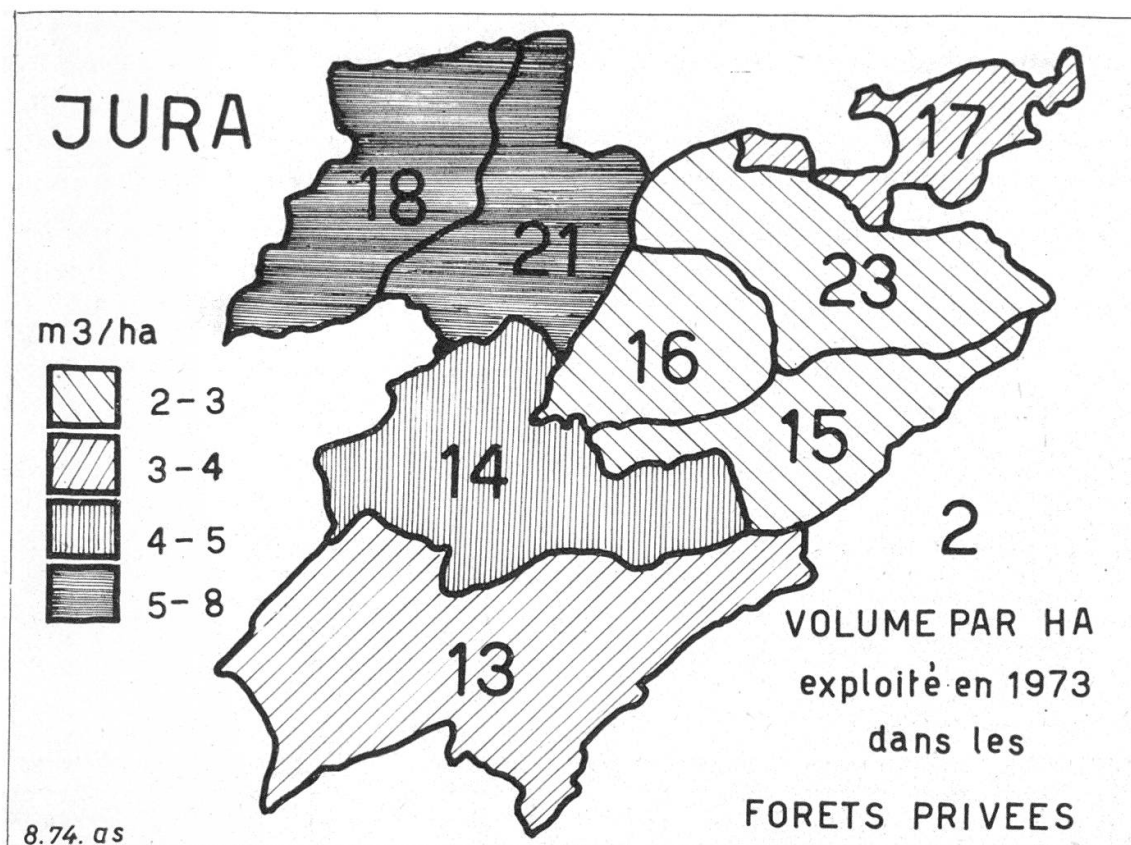 JURA
17
18
21
23
m3/ha
16
2-3
15
14
3-4
4-5
2
5-8
VOLUME PAR HA
13
exploité en 1973
dans les
FORETS PRIVEES
8.74. as